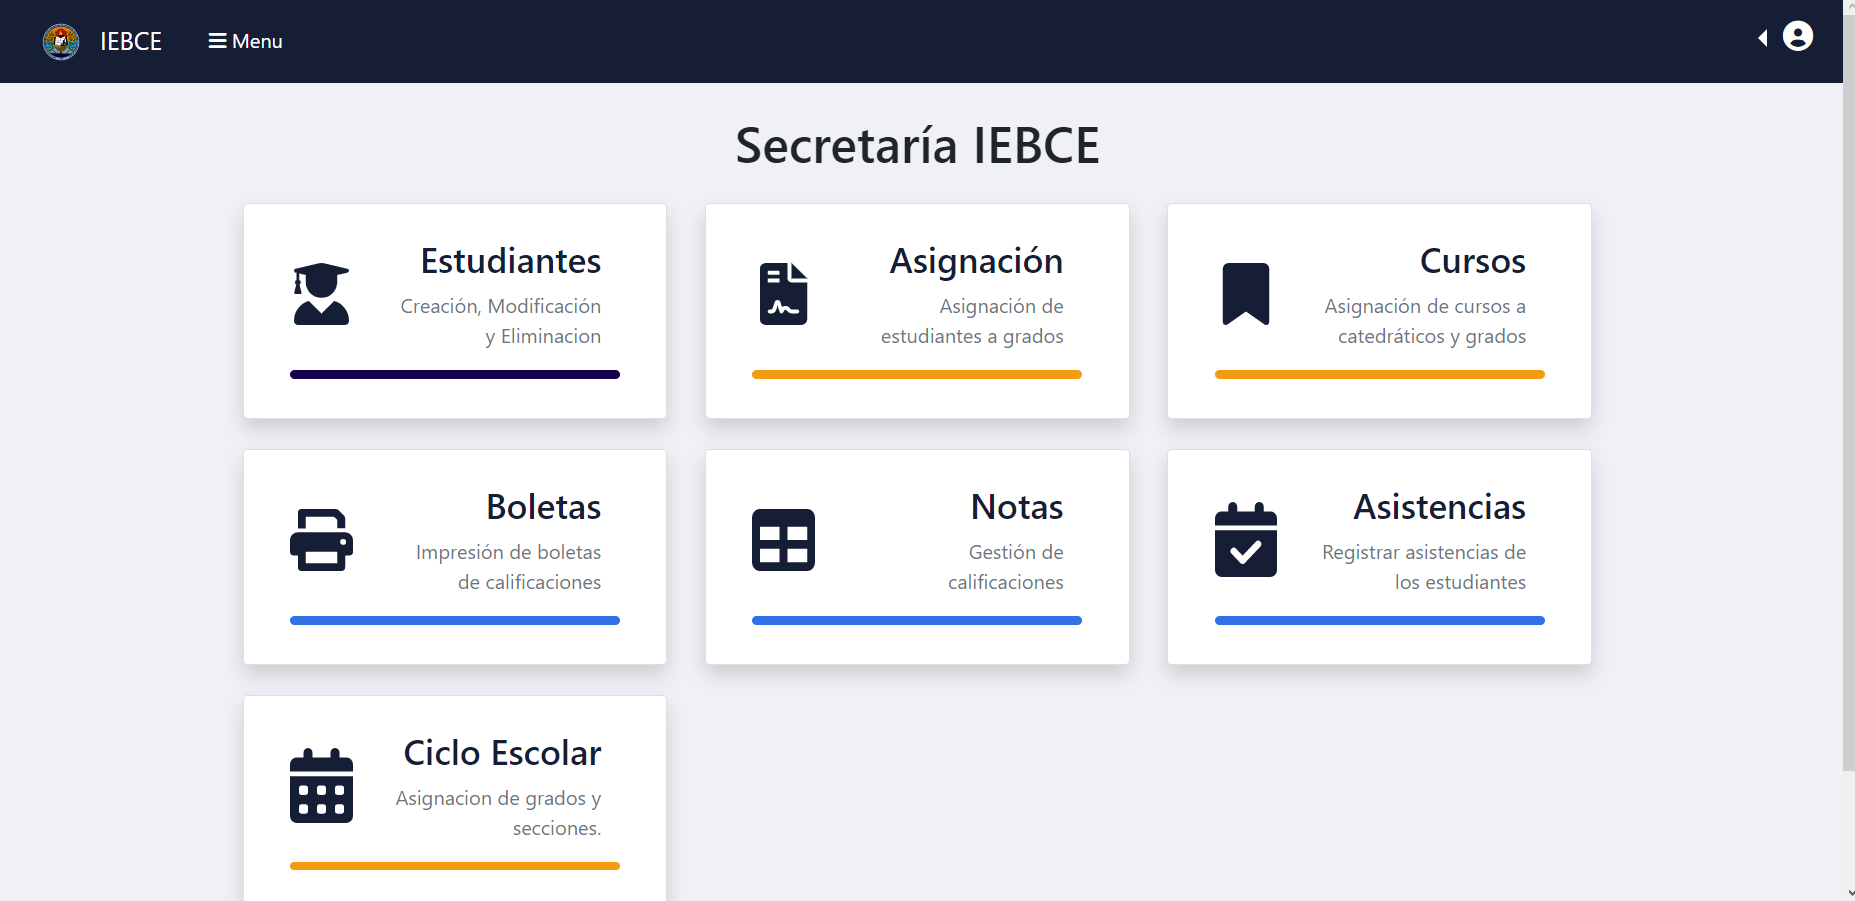 IEBCE
Menu
Secretaría IEBCE
Estudiantes
Creación, Modificación
y Eliminacion
Asignación
Asignación de
estudiantes a grados
Cursos
Asignación de cursos a
catedráticos y grados
Boletas
Impresión de boletas
de calificaciones
Notas
Gestión de
calificaciones
Asistencias
Registrar asistencias de
los estudiantes
Ciclo Escolar
Asignacion de grados y
secciones.